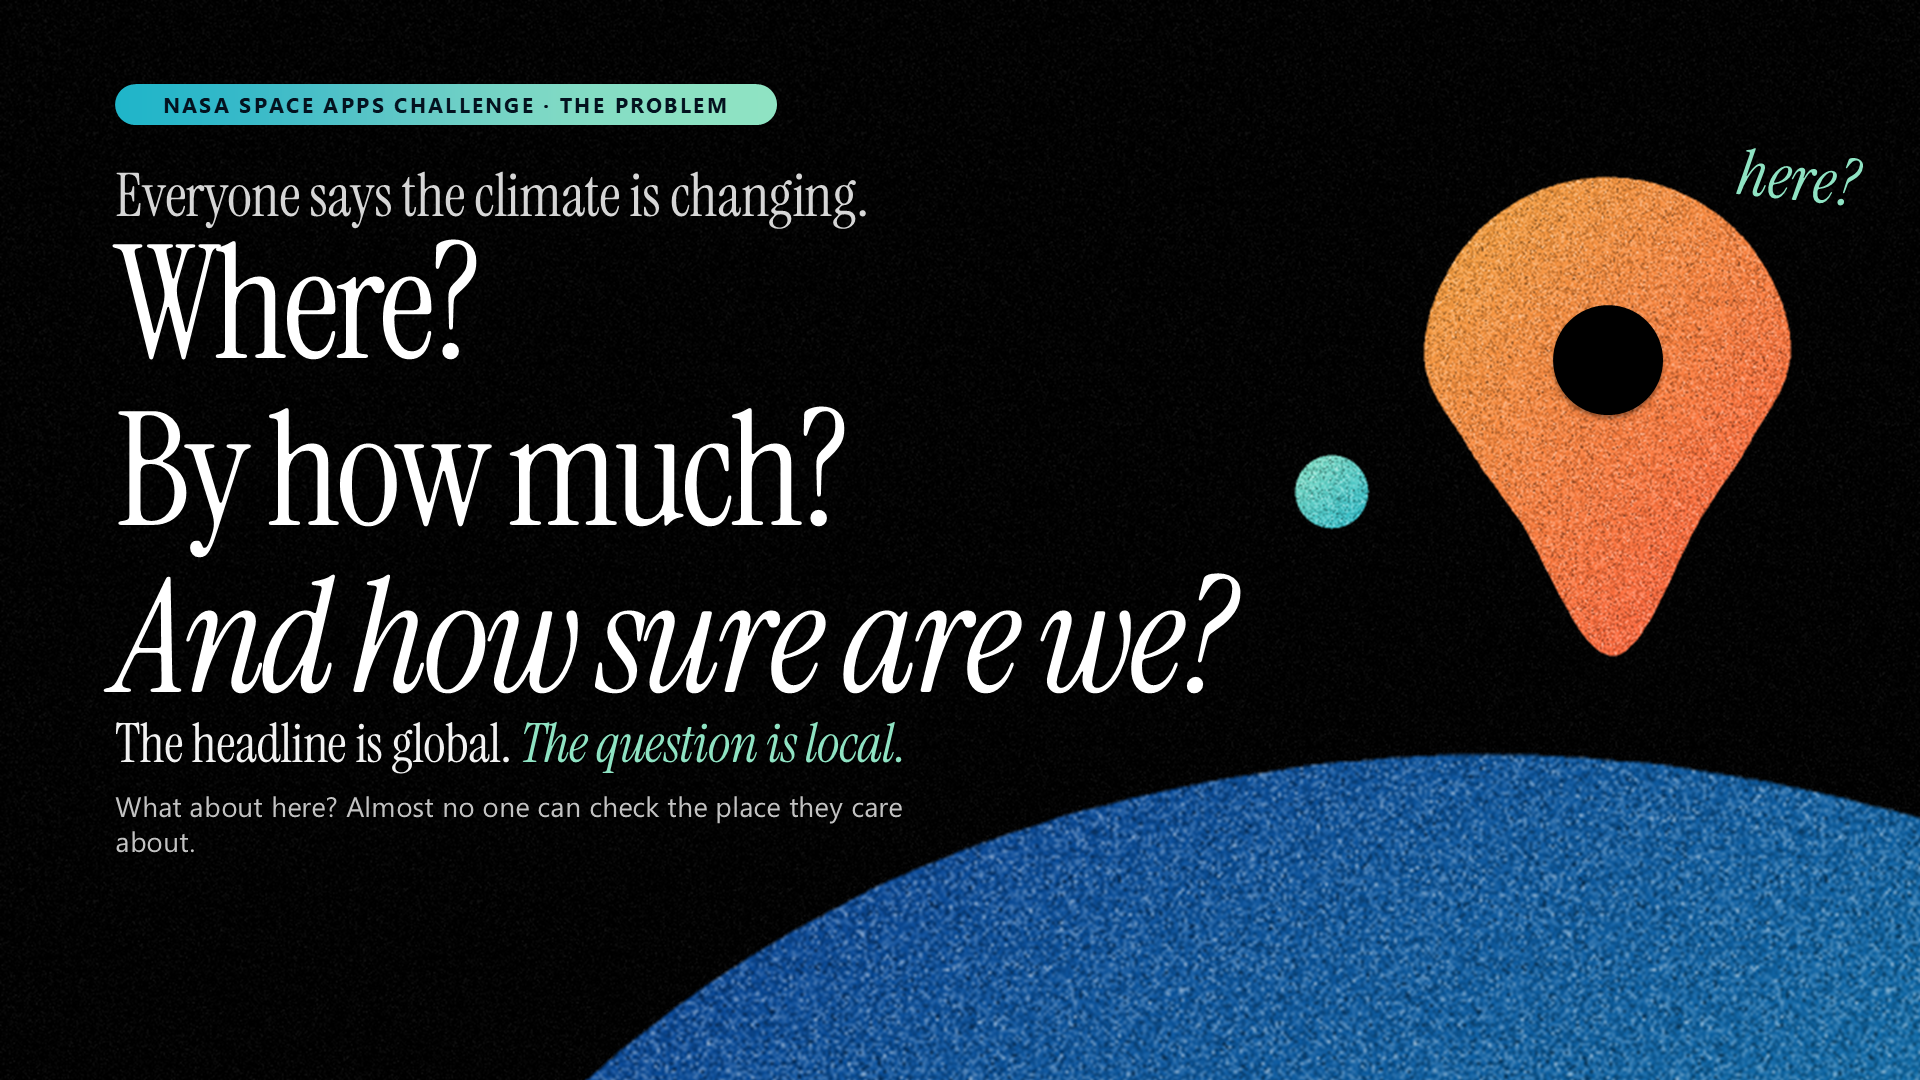 NASA SPACE APPS CHALLENGE · THE PROBLEM
here?
Everyone says the climate is changing.
Where?
By how much?
And how sure are we?
The headline is global. The question is local.
What about here? Almost no one can check the place they care
about.